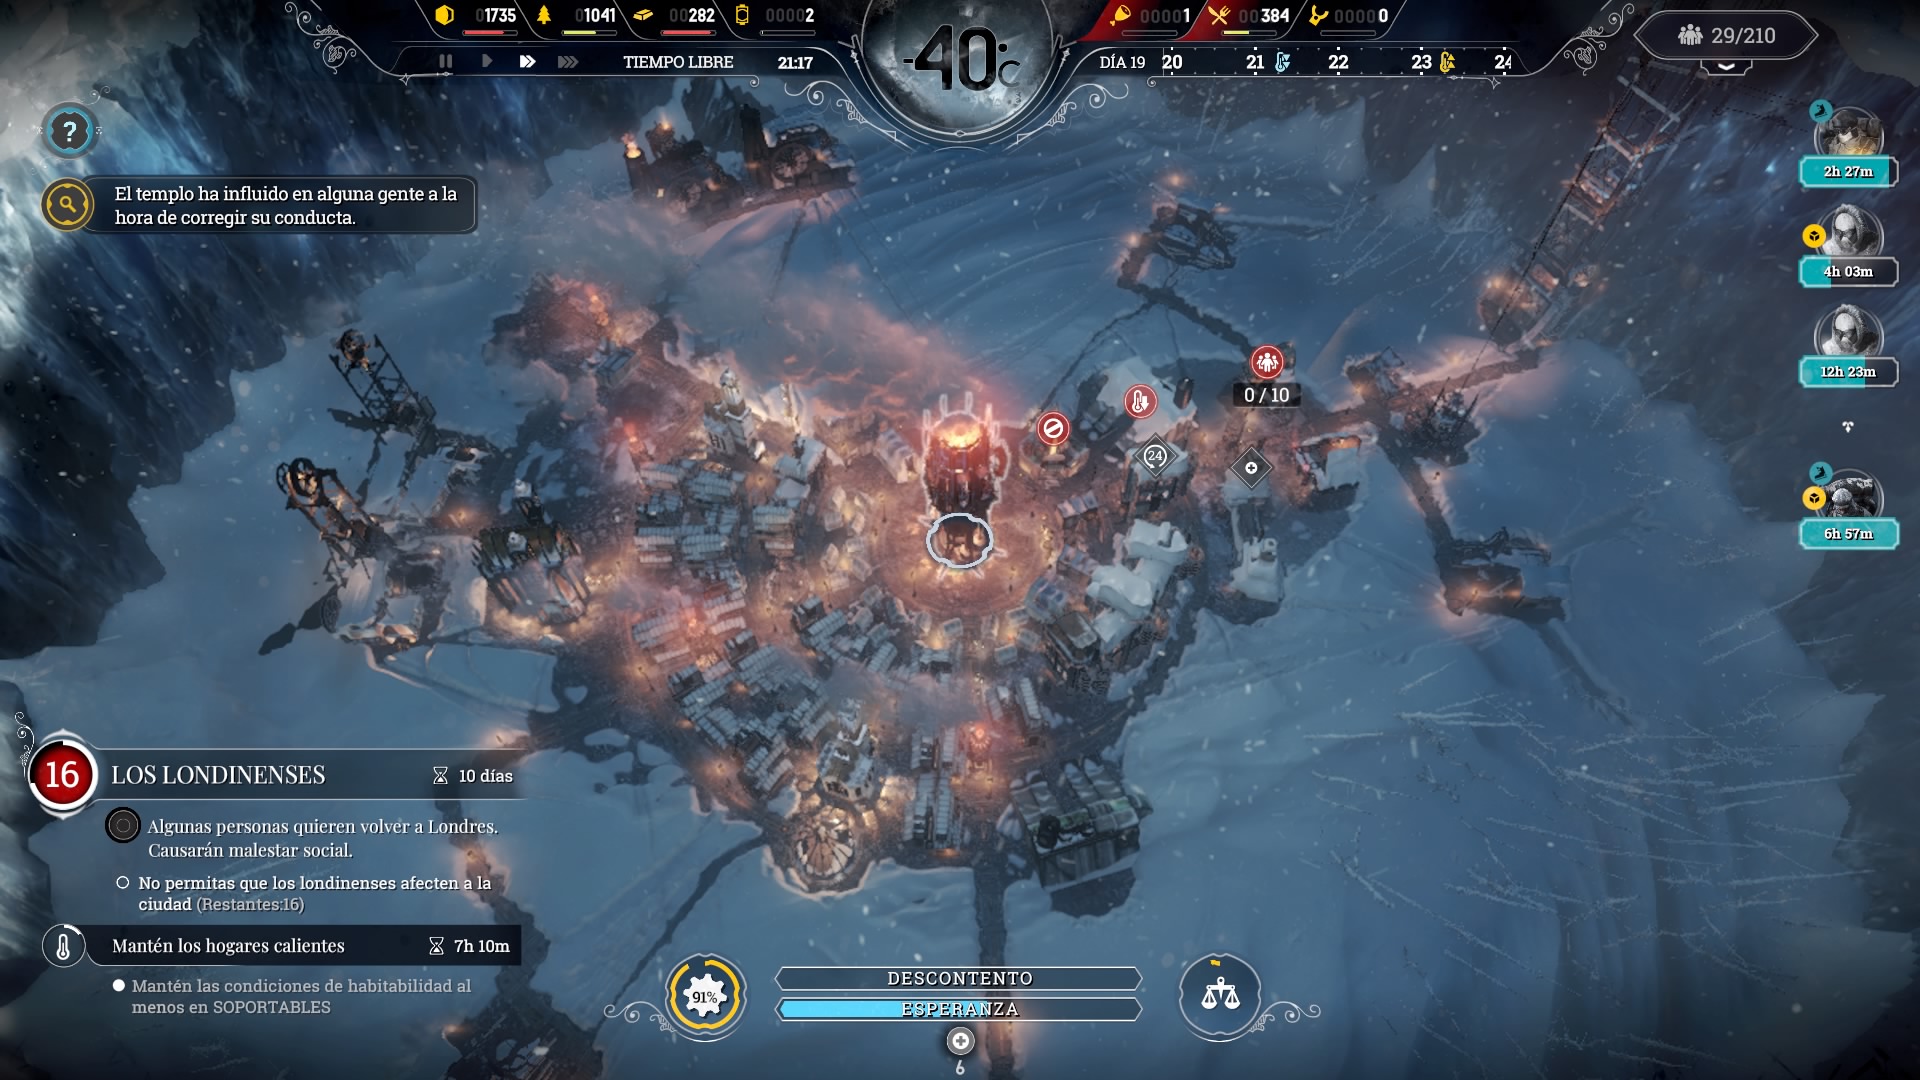 01735
01041
00282
00002
-40°C
00001
00384
00000
29/210
TIEMPO LIBRE
21:17
DÍA 19
20
21
22
23
24
?
El templo ha influido en alguna gente a la
hora de corregir su conducta.
2h 27m
4h 03m
12h 23m
6h 57m
0 / 10
24
16
LOS LONDINENSES
10 días
Algunas personas quieren volver a Londres.
Causarán malestar social.
No permitas que los londinenses afecten a la
ciudad (Restantes:16)
Mantén los hogares calientes
7h 10m
Mantén las condiciones de habitabilidad al
menos en SOPORTABLES
91%
DESCONTENTO
ESPERANZA
6